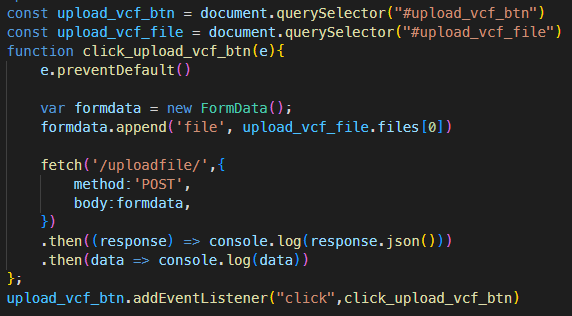 const upload_vcf_btn = document.querySelector("#upload_vcf_btn")
const upload_vcf_file = document.querySelector("#upload_vcf_file")
function click_upload_vcf_btn(e){
    e.preventDefault()

    var formdata = new FormData();
    formdata.append('file', upload_vcf_file.files[0])

    fetch('/uploadfile/',{
        method:'POST',
        body:formdata,
    })
    .then((response) => console.log(response.json()))
    .then(data => console.log(data))
};
upload_vcf_btn.addEventListener("click",click_upload_vcf_btn)